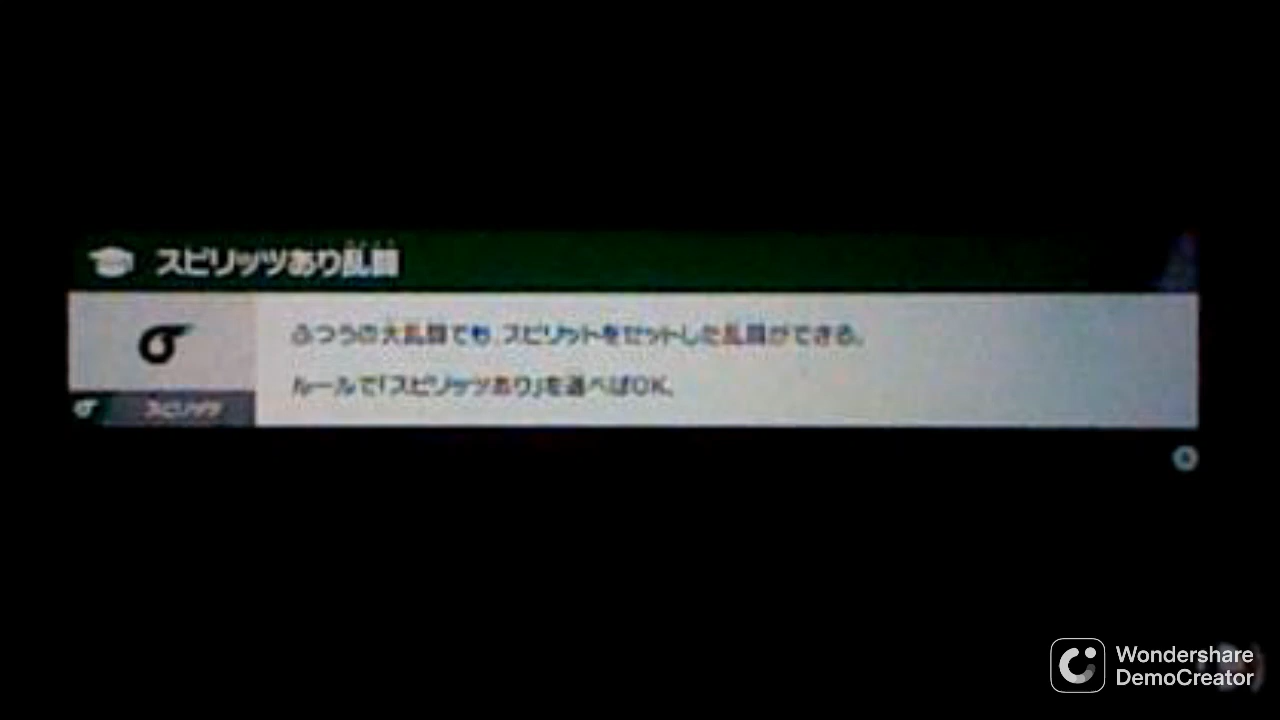 スピリッツあり乱闘
ふつうの大乱闘でも、スピリットをセットした乱闘ができる。
ルールで「スピリッツあり」を選べばOK。
スピリッツ
Wondershare
DemoCreator